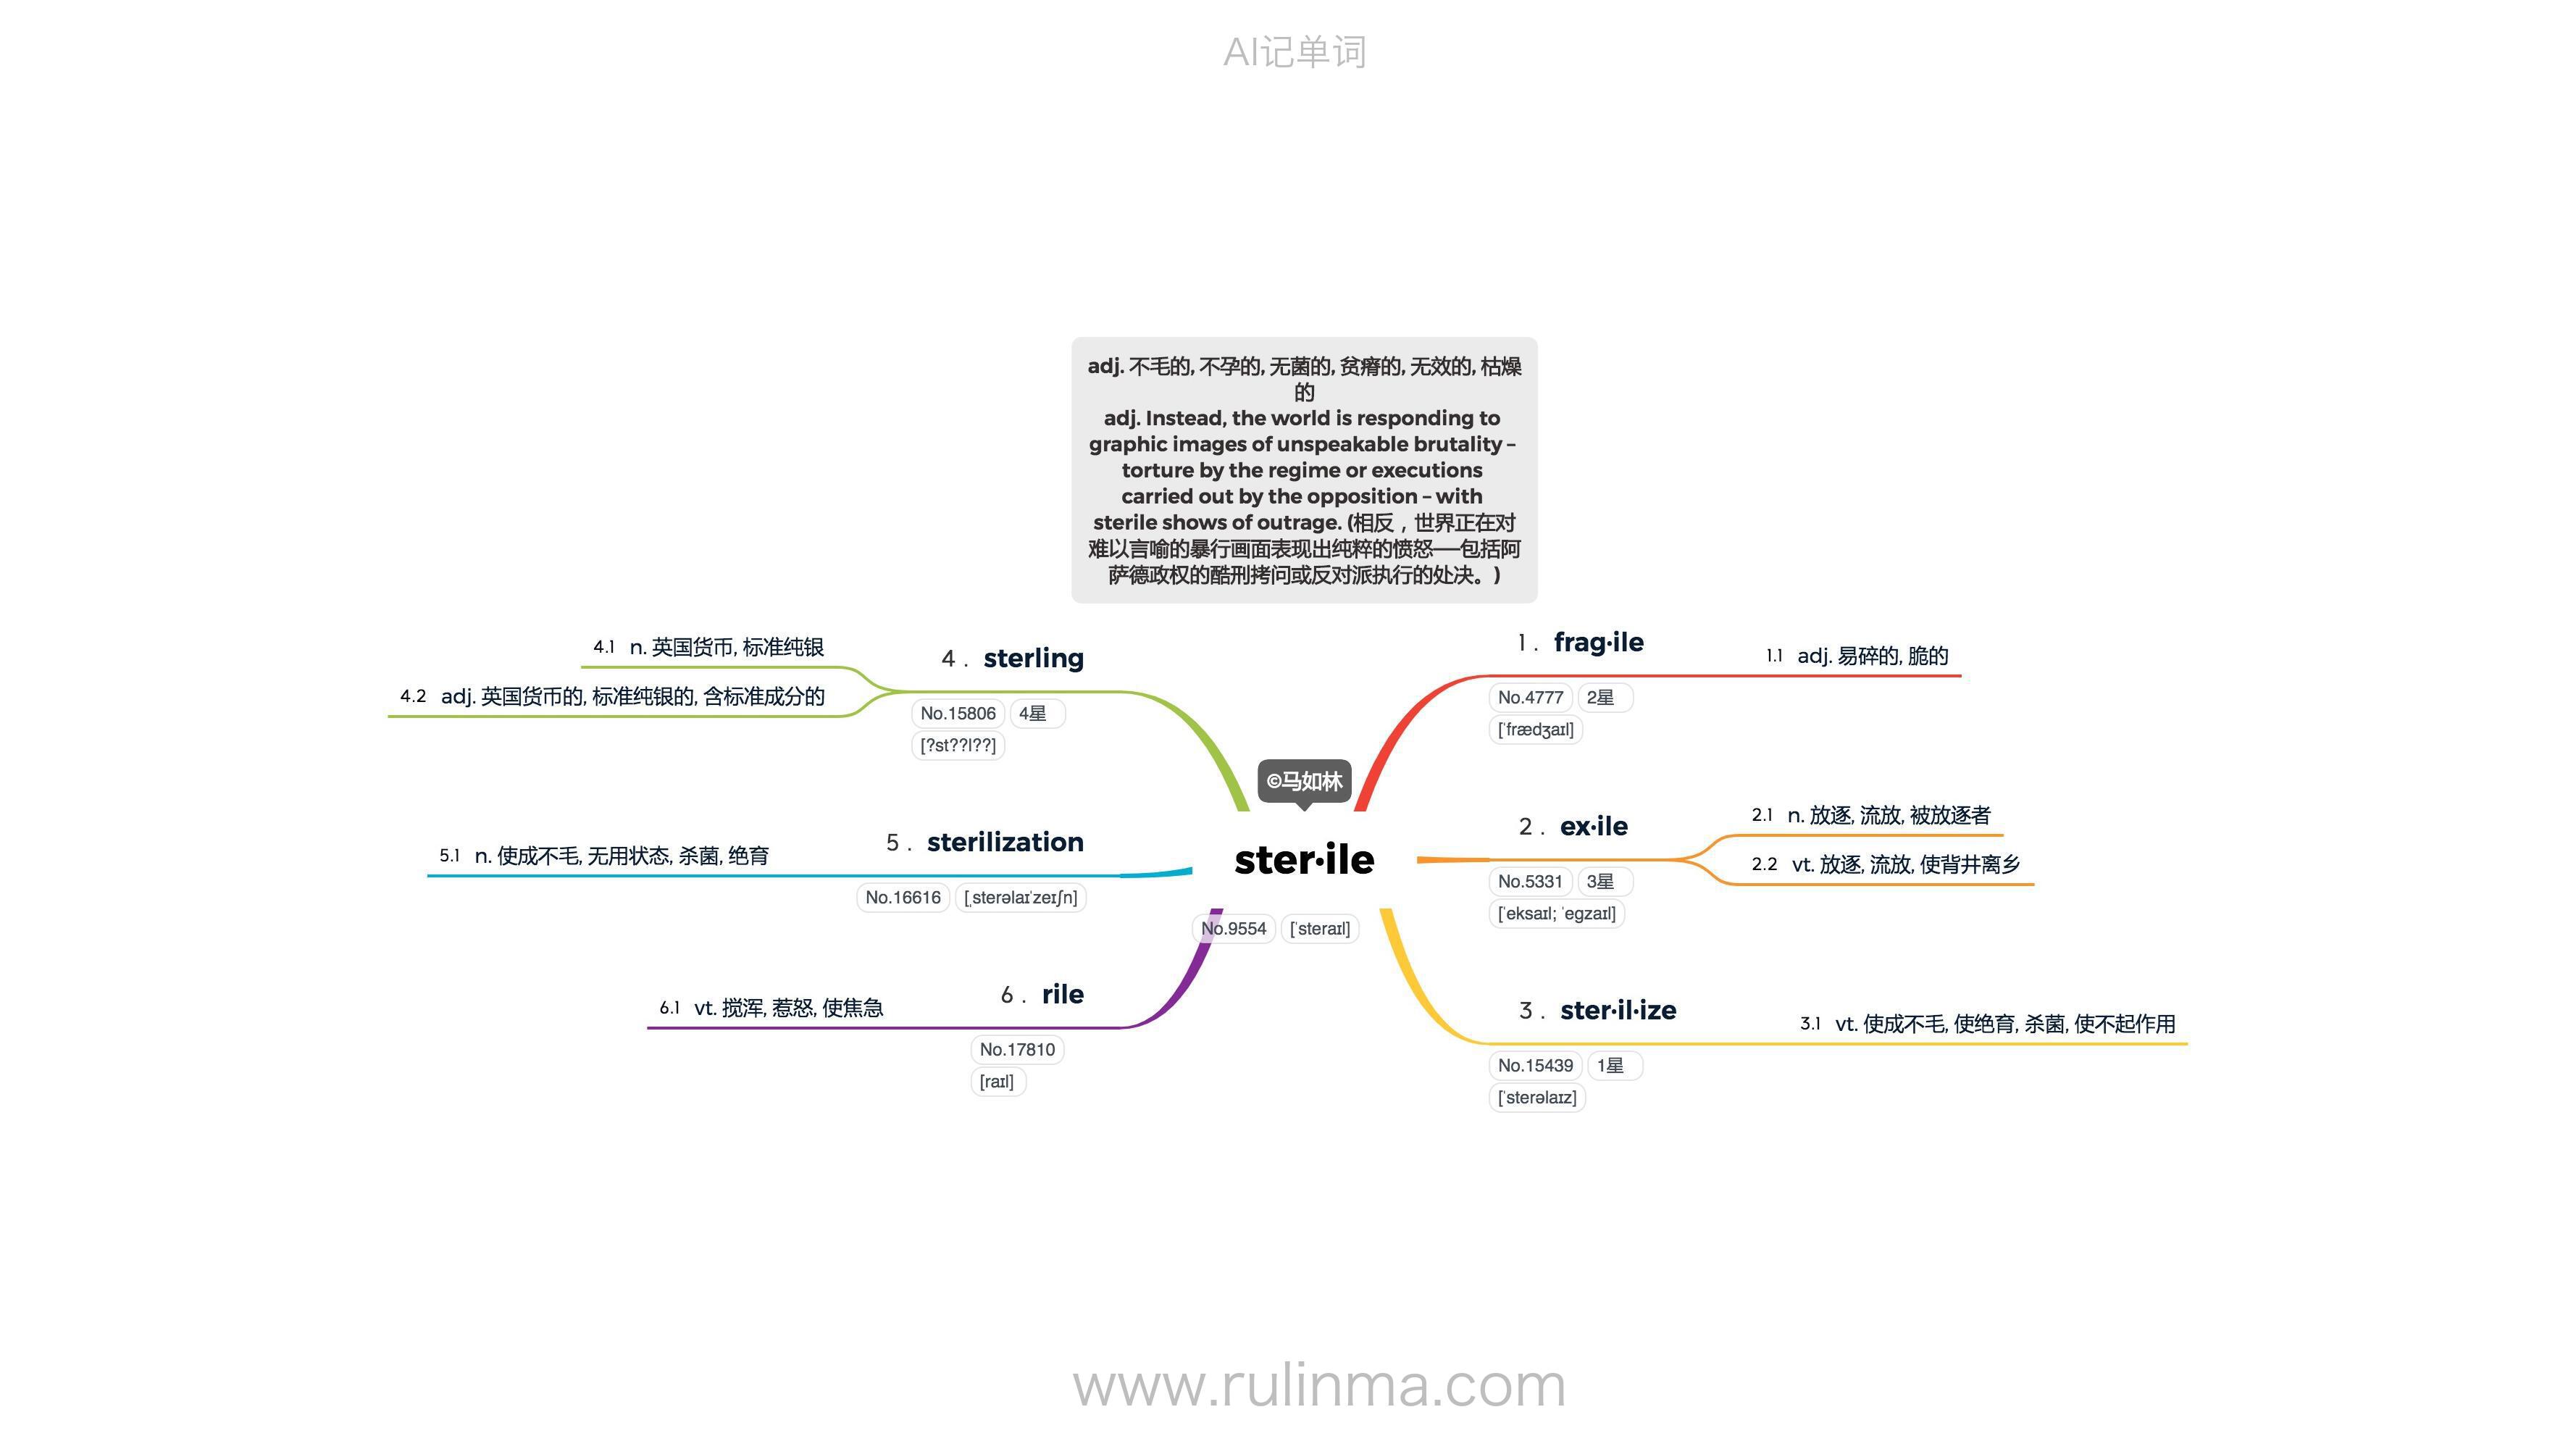 AI记单词
adj. 不毛的, 不孕的, 无菌的, 贫瘠的, 无效的, 枯燥
的
adj. Instead, the world is responding to
graphic images of unspeakable brutality –
torture by the regime or executions
carried out by the opposition – with
sterile shows of outrage. (相反，世界正在对
难以言喻的暴行画面表现出纯粹的愤怒——包括阿
萨德政权的酷刑拷问或反对派执行的处决。)
©马如林
ster·ile
No.9554 [ˈsteraɪl]
1 . frag·ile
No.4777 2星
[ˈfrædʒaɪl]
1.1 adj. 易碎的, 脆的
2 . ex·ile
No.5331 3星
[ˈeksaɪl; ˈegzaɪl]
2.1 n. 放逐, 流放, 被放逐者
2.2 vt. 放逐, 流放, 使背井离乡
3 . ster·il·ize
No.15439 1星
[ˈsterəlaɪz]
3.1 vt. 使成不毛, 使绝育, 杀菌, 使不起作用
4 . sterling
No.15806 4星
[?st??l??]
4.1 n. 英国货币, 标准纯银
4.2 adj. 英国货币的, 标准纯银的, 含标准成分的
5 . sterilization
No.16616 [ˌsterəlaɪˈzeɪʃn]
5.1 n. 使成不毛, 无用状态, 杀菌, 绝育
6 . rile
No.17810
[raɪl]
6.1 vt. 搅浑, 惹怒, 使焦急
www.rulinma.com